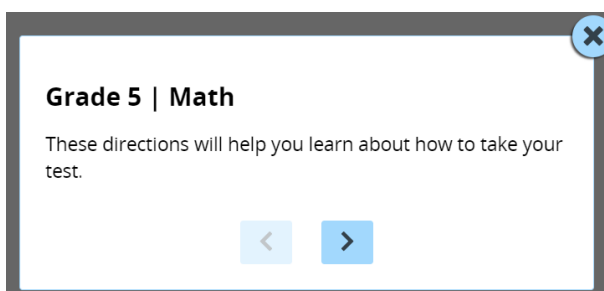 Grade 5 | Math
These directions will help you learn about how to take your
test.